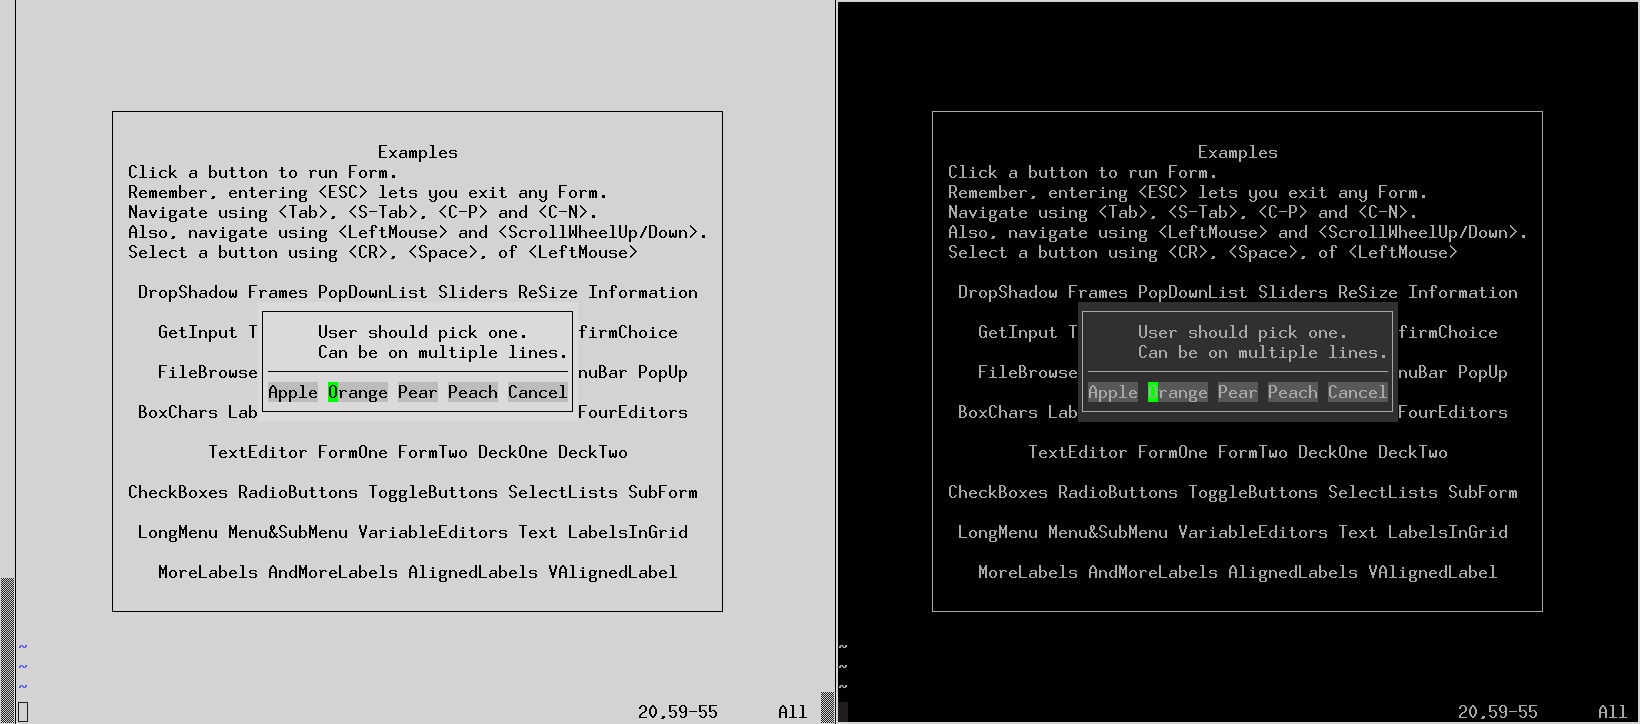 Examples
Click a button to run Form.
Remember, entering <ESC> lets you exit any Form.
Navigate using <Tab>, <S-Tab>, <C-P> and <C-N>.
Also, navigate using <LeftMouse> and <ScrollWheelUp/Down>.
Select a button using <CR>, <Space>, of <LeftMouse>
DropShadow Frames PopDownList Sliders ReSize Information
GetInput T firmChoice
User should pick one.
Can be on multiple lines.
FileBrowse nuBar PopUp
Apple Orange Pear Peach Cancel
BoxChars Lab FourEditors
TextEditor FormOne FormTwo DeckOne DeckTwo
CheckBoxes RadioButtons ToggleButtons SelectLists SubForm
LongMenu Menu&SubMenu VariableEditors Text LabelsInGrid
MoreLabels AndMoreLabels AlignedLabels VAlignedLabel
~
~
~
20,59-55 All
Examples
Click a button to run Form.
Remember, entering <ESC> lets you exit any Form.
Navigate using <Tab>, <S-Tab>, <C-P> and <C-N>.
Also, navigate using <LeftMouse> and <ScrollWheelUp/Down>.
Select a button using <CR>, <Space>, of <LeftMouse>
DropShadow Frames PopDownList Sliders ReSize Information
GetInput T firmChoice
User should pick one.
Can be on multiple lines.
FileBrowse nuBar PopUp
Apple Orange Pear Peach Cancel
BoxChars Lab FourEditors
TextEditor FormOne FormTwo DeckOne DeckTwo
CheckBoxes RadioButtons ToggleButtons SelectLists SubForm
LongMenu Menu&SubMenu VariableEditors Text LabelsInGrid
MoreLabels AndMoreLabels AlignedLabels VAlignedLabel
~
~
~
20,59-55 All